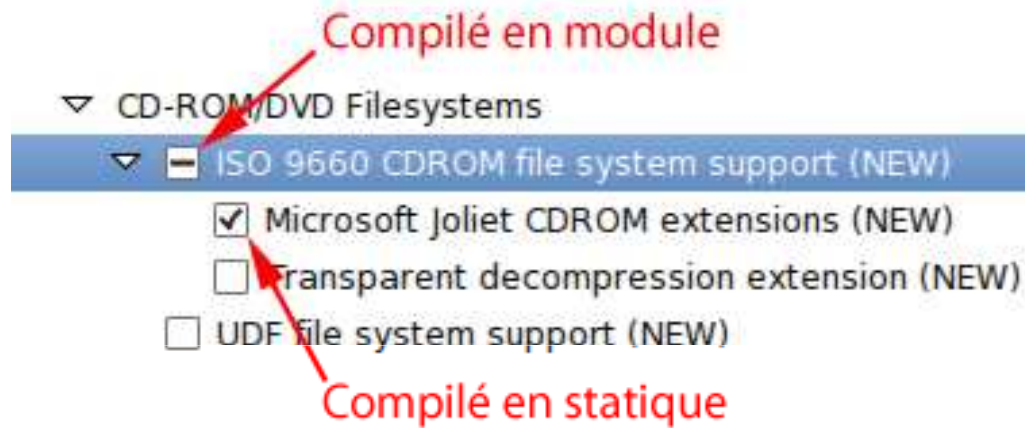 Compilé en module
CD-ROM/DVD Filesystems
ISO 9660 CDROM file system support (NEW)
Microsoft Joliet CDROM extensions (NEW)
Transparent decompression extension (NEW)
UDF file system support (NEW)
Compilé en statique